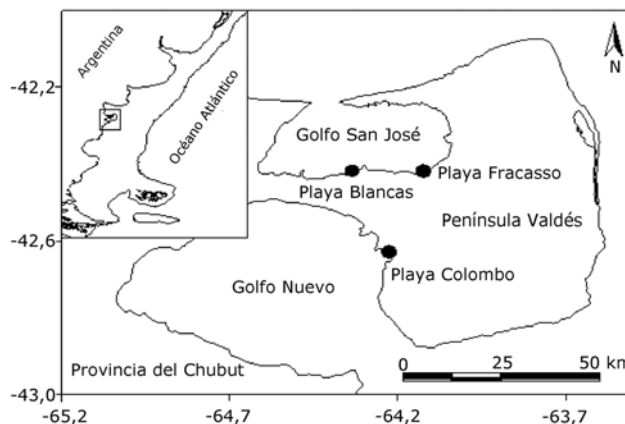 Argentina
Océano Atlántico
N
-42,2
Golfo San José
Playa Blancas
Playa Fracasso
Península Valdés
-42,6
Playa Colombo
Golfo Nuevo
0 25 50 km
Provincia del Chubut
-43,0
-65,2 -64,7 -64,2 -63,7